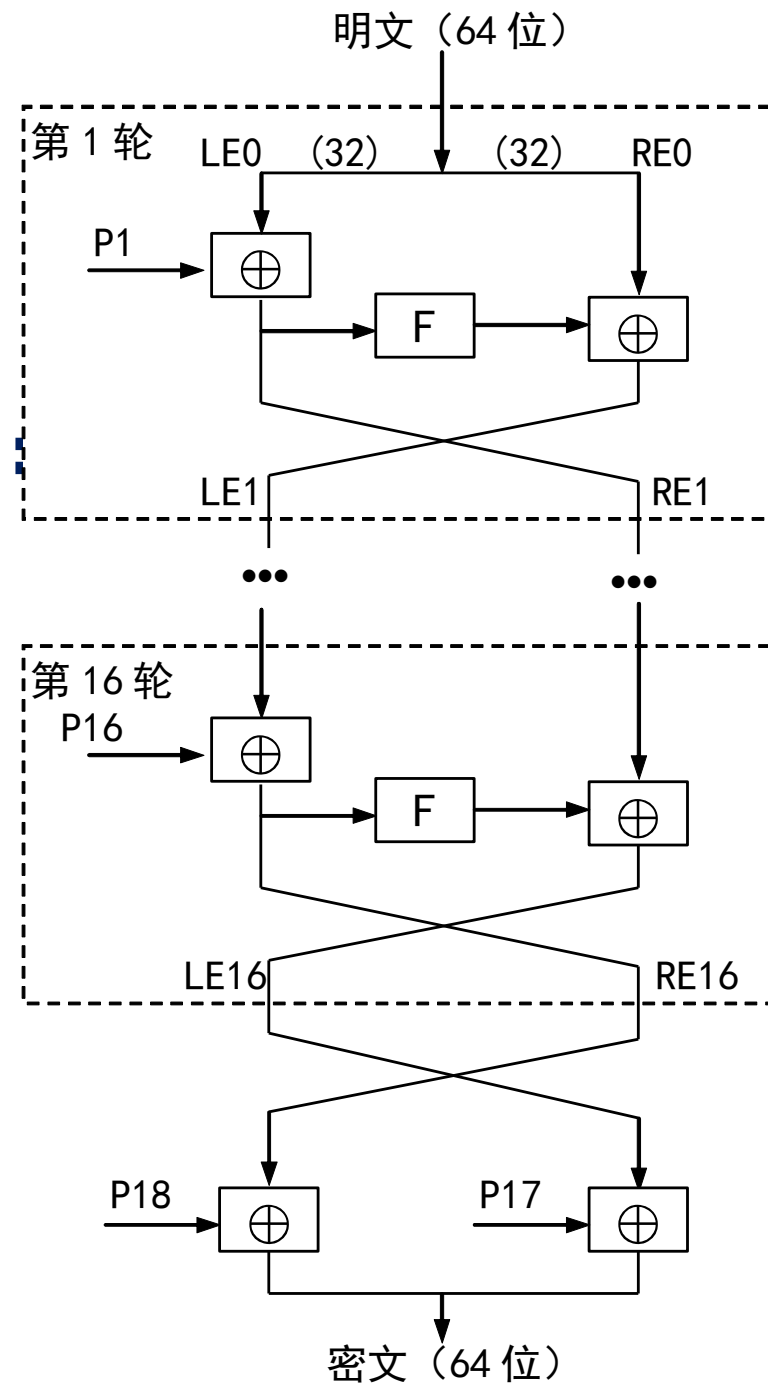 明文（64 位）
第 1 轮
LE0 (32) (32) RE0
P1
F
LE1 RE1
•••
•••
第 16 轮
P16
F
LE16 RE16
P18 P17
密文（64 位）